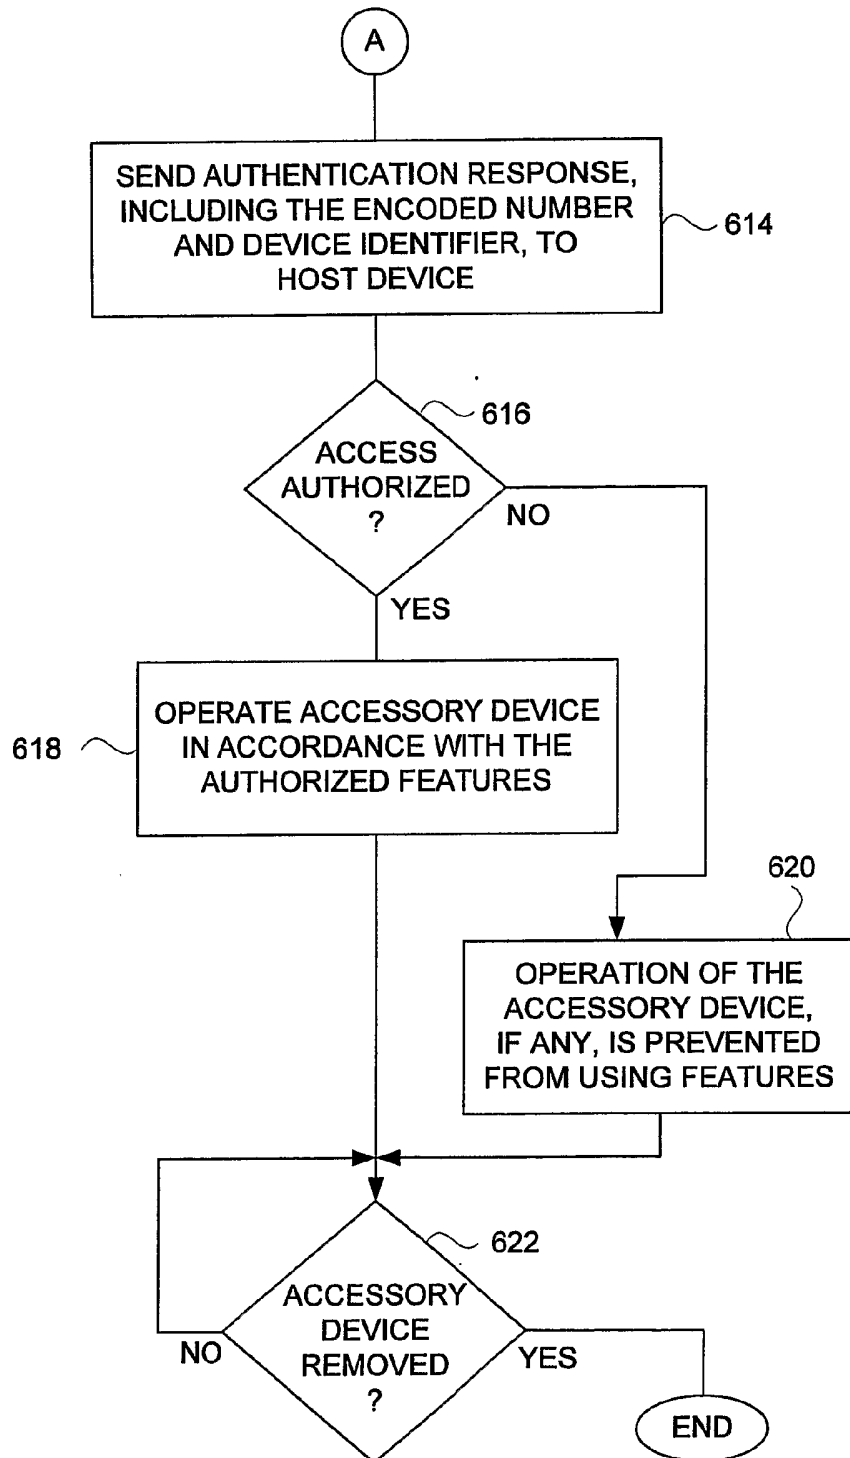 A
SEND AUTHENTICATION RESPONSE,
INCLUDING THE ENCODED NUMBER
AND DEVICE IDENTIFIER, TO
HOST DEVICE
614
616
ACCESS
AUTHORIZED
?
NO
YES
OPERATE ACCESSORY DEVICE
IN ACCORDANCE WITH THE
AUTHORIZED FEATURES
618
620
OPERATION OF THE
ACCESSORY DEVICE,
IF ANY, IS PREVENTED
FROM USING FEATURES
622
ACCESSORY
DEVICE
REMOVED
?
NO
YES
END